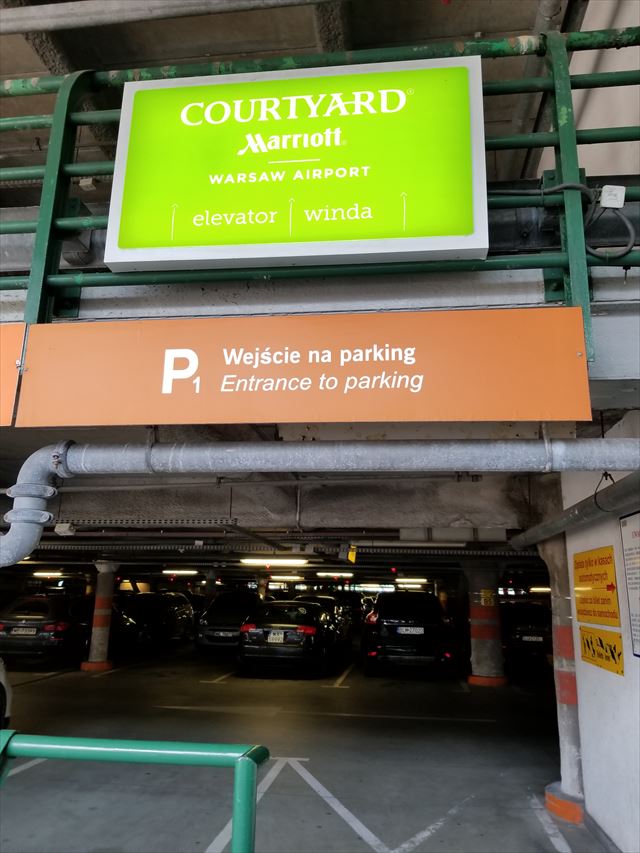 COURTYARD®
Marriott
WARSAW AIRPORT
elevator winda
P1
Wejście na parking
Entrance to parking